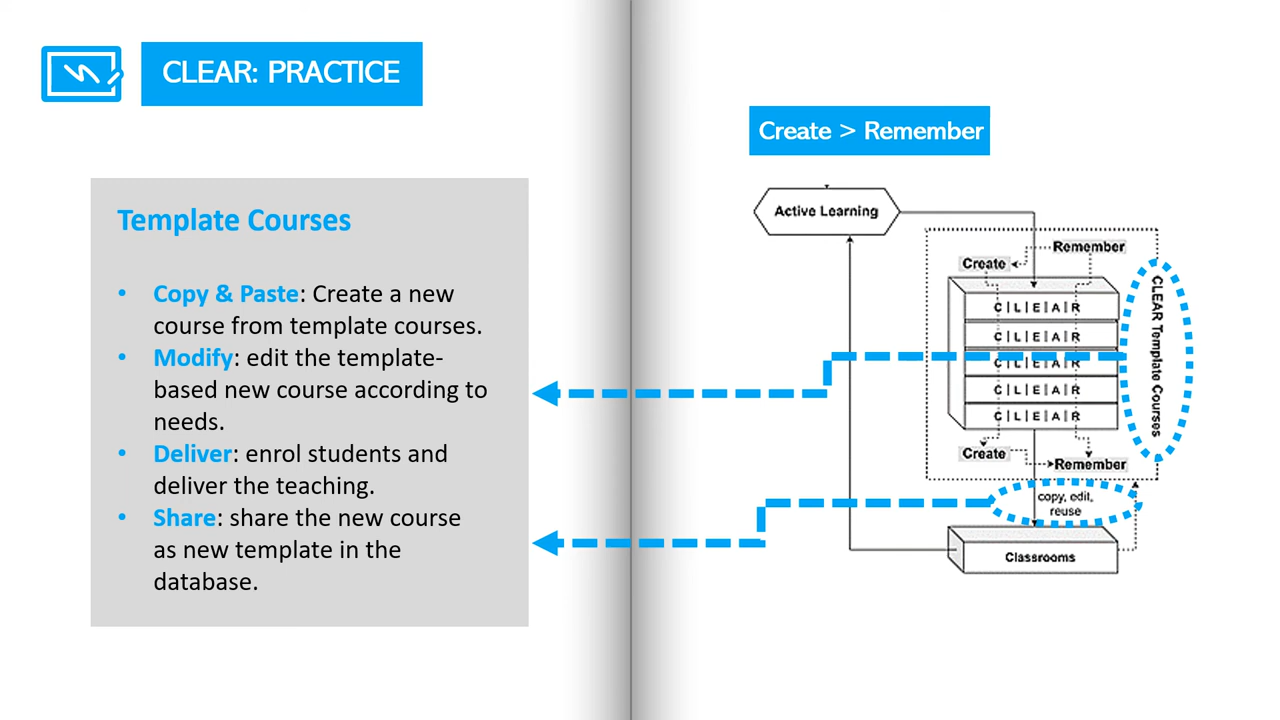 CLEAR: PRACTICE
Template Courses
• Copy & Paste: Create a new
course from template courses.
• Modify: edit the template-
based new course according to
needs.
• Deliver: enrol students and
deliver the teaching.
• Share: share the new course
as new template in the
database.
Create > Remember
Active Learning
Remember
Create
C|L|E|A|R
C|L|E|A|R
C|L|E|A|R
C|L|E|A|R
C|L|E|A|R
CLEAR Template Courses
Create
Remember
copy, edit,
reuse
Classrooms